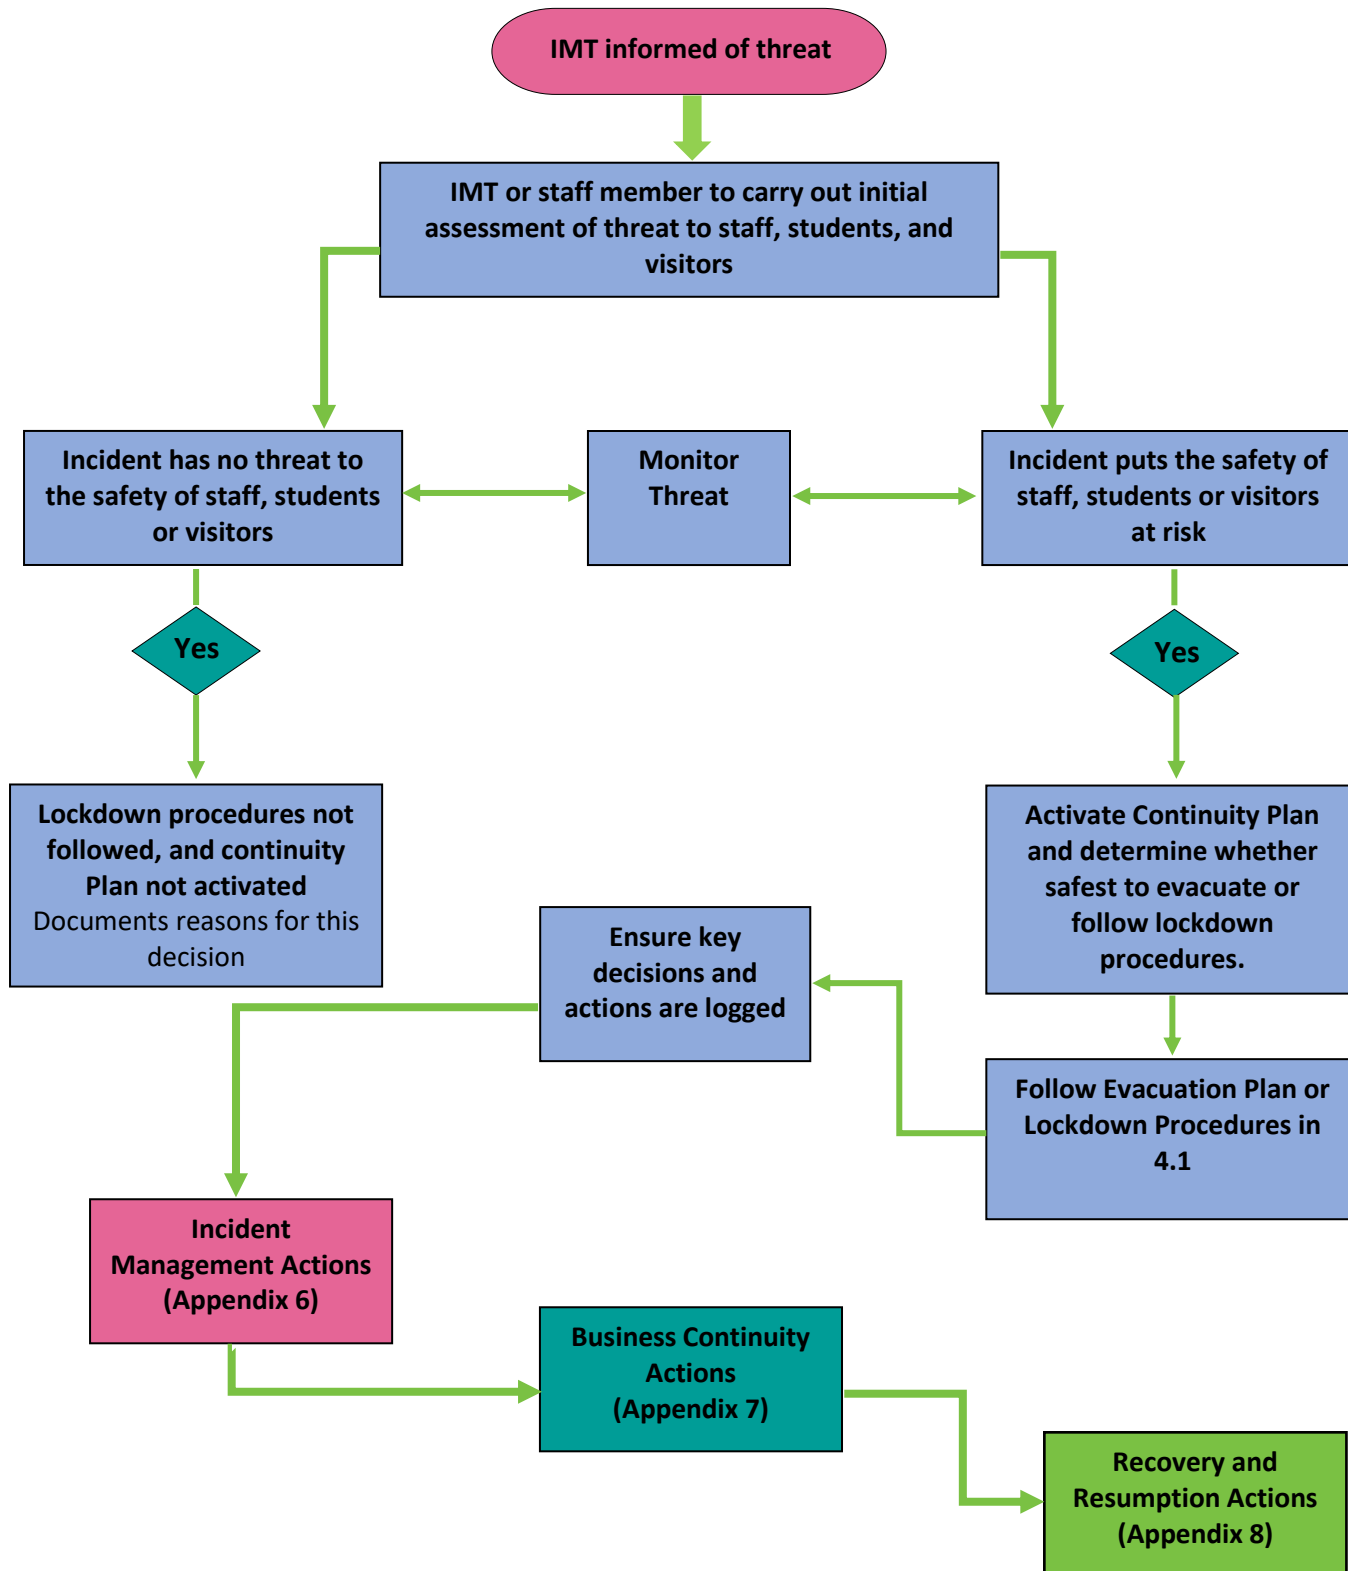 IMT informed of threat
IMT or staff member to carry out initial
assessment of threat to staff, students, and
visitors
Incident has no threat to
the safety of staff, students
or visitors
Monitor
Threat
Incident puts the safety of
staff, students or visitors
at risk
Yes
Yes
Lockdown procedures not
followed, and continuity
Plan not activated
Documents reasons for this
decision
Activate Continuity Plan
and determine whether
safest to evacuate or
follow lockdown
procedures.
Ensure key
decisions and
actions are logged
Follow Evacuation Plan or
Lockdown Procedures in
4.1
Incident
Management Actions
(Appendix 6)
Business Continuity
Actions
(Appendix 7)
Recovery and
Resumption Actions
(Appendix 8)